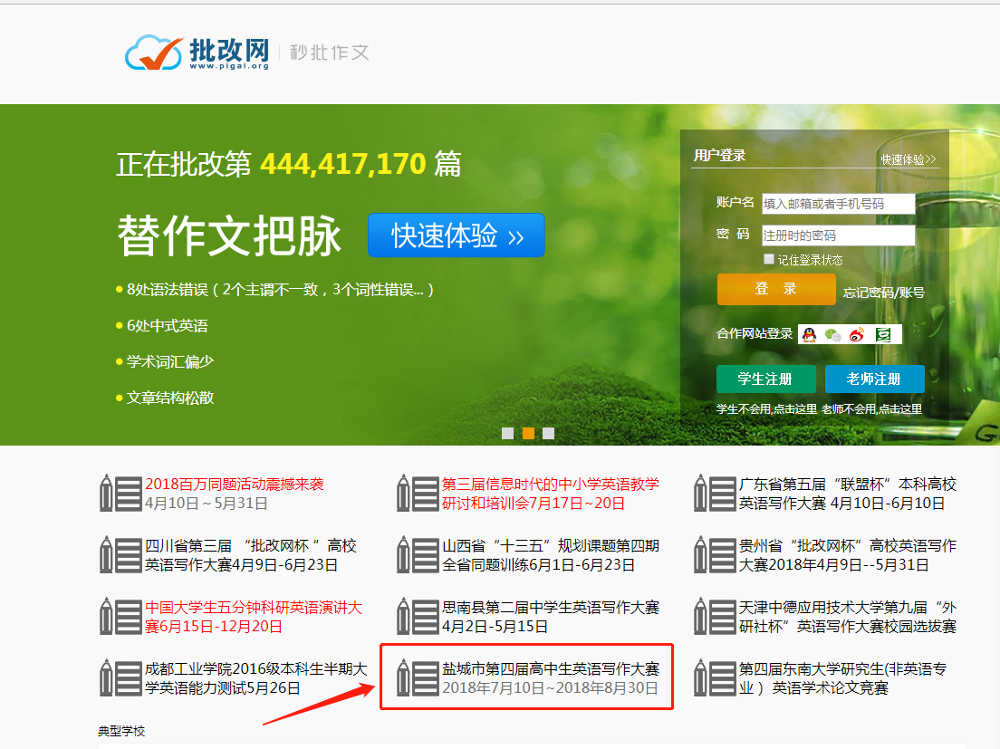 批改网 秒批作文
www.pigai.org
正在批改第 444,417,170 篇
替作文把脉 快速体验 >>
8处语法错误（2个主谓不一致，3个词性错误...）
6处中式英语
学术词汇偏少
文章结构松散
用户登录 快速体验>>
账户名 填入邮箱或者手机号码
密 码 注册时的密码
记住登录状态
登 录 忘记密码/账号
合作网站登录
学生注册 老师注册
学生不会用,点击这里 老师不会用,点击这里
2018百万同题活动震撼来袭
4月10日～5月31日
第三届信息时代的中小学英语教学
研讨和培训会7月17日~20日
广东省第五届“联盟杯”本科高校
英语写作大赛 4月10日-6月10日
四川省第三届 “批改网杯 ”高校
英语写作大赛4月9日-6月23日
山西省“十三五”规划课题第四期
全省同题训练6月1日-6月23日
贵州省“批改网杯”高校英语写作
大赛2018年4月9日--5月31日
中国大学生五分钟科研英语演讲大
赛6月15日-12月20日
思南县第二届中学生英语写作大赛
4月2日-5月15日
天津中德应用技术大学第九届“外
研社杯”英语写作大赛校园选拔赛
成都工业学院2016级本科生半期大
学英语能力测试5月26日
盐城市第四届高中生英语写作大赛
2018年7月10日~2018年8月30日
第四届东南大学研究生(非英语专
业 ）英语学术论文竞赛
典型学校